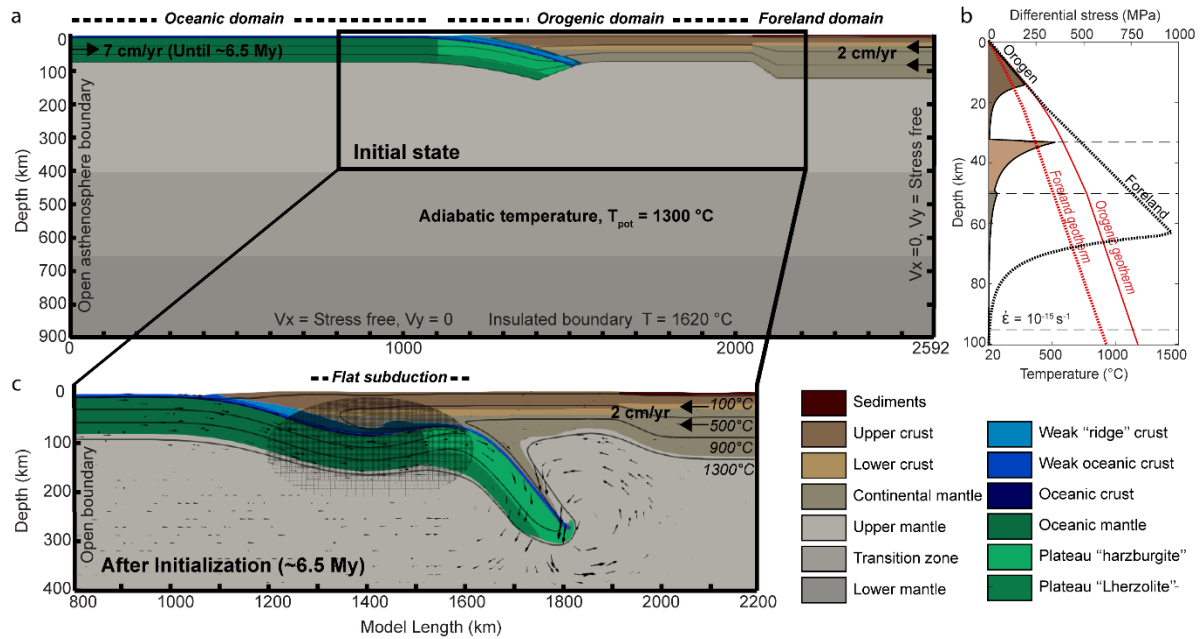 a
Oceanic domain
Orogenic domain
Foreland domain
0
100
200
300
400
500
600
700
800
900
Depth (km)
7 cm/yr (Until ~6.5 My)
2 cm/yr
Open asthenosphere boundary
Initial state
Adiabatic temperature, Tpot = 1300 °C
Vx =0, Vy = Stress free
Vx = Stress free, Vy = 0
Insulated boundary T = 1620 °C
0
1000
2000
2592
b
Differential stress (MPa)
0
200
400
600
800
1000
Orogen
Foreland
Foreland geotherm
Orogenic geotherm
20
40
60
80
100
Depth (km)
ε̇ = 10⁻¹⁵ s⁻¹
20
500
1000
1500
Temperature (°C)
c
Flat subduction
0
100
200
300
400
Depth (km)
Open boundary
2 cm/yr
100°C
500°C
900°C
1300°C
After Initialization (~6.5 My)
800
1000
1200
1400
1600
1800
2000
2200
Model Length (km)
Sediments
Upper crust
Lower crust
Continental mantle
Upper mantle
Transition zone
Lower mantle
Weak “ridge” crust
Weak oceanic crust
Oceanic crust
Oceanic mantle
Plateau “harzburgite”
Plateau “Lherzolite”-